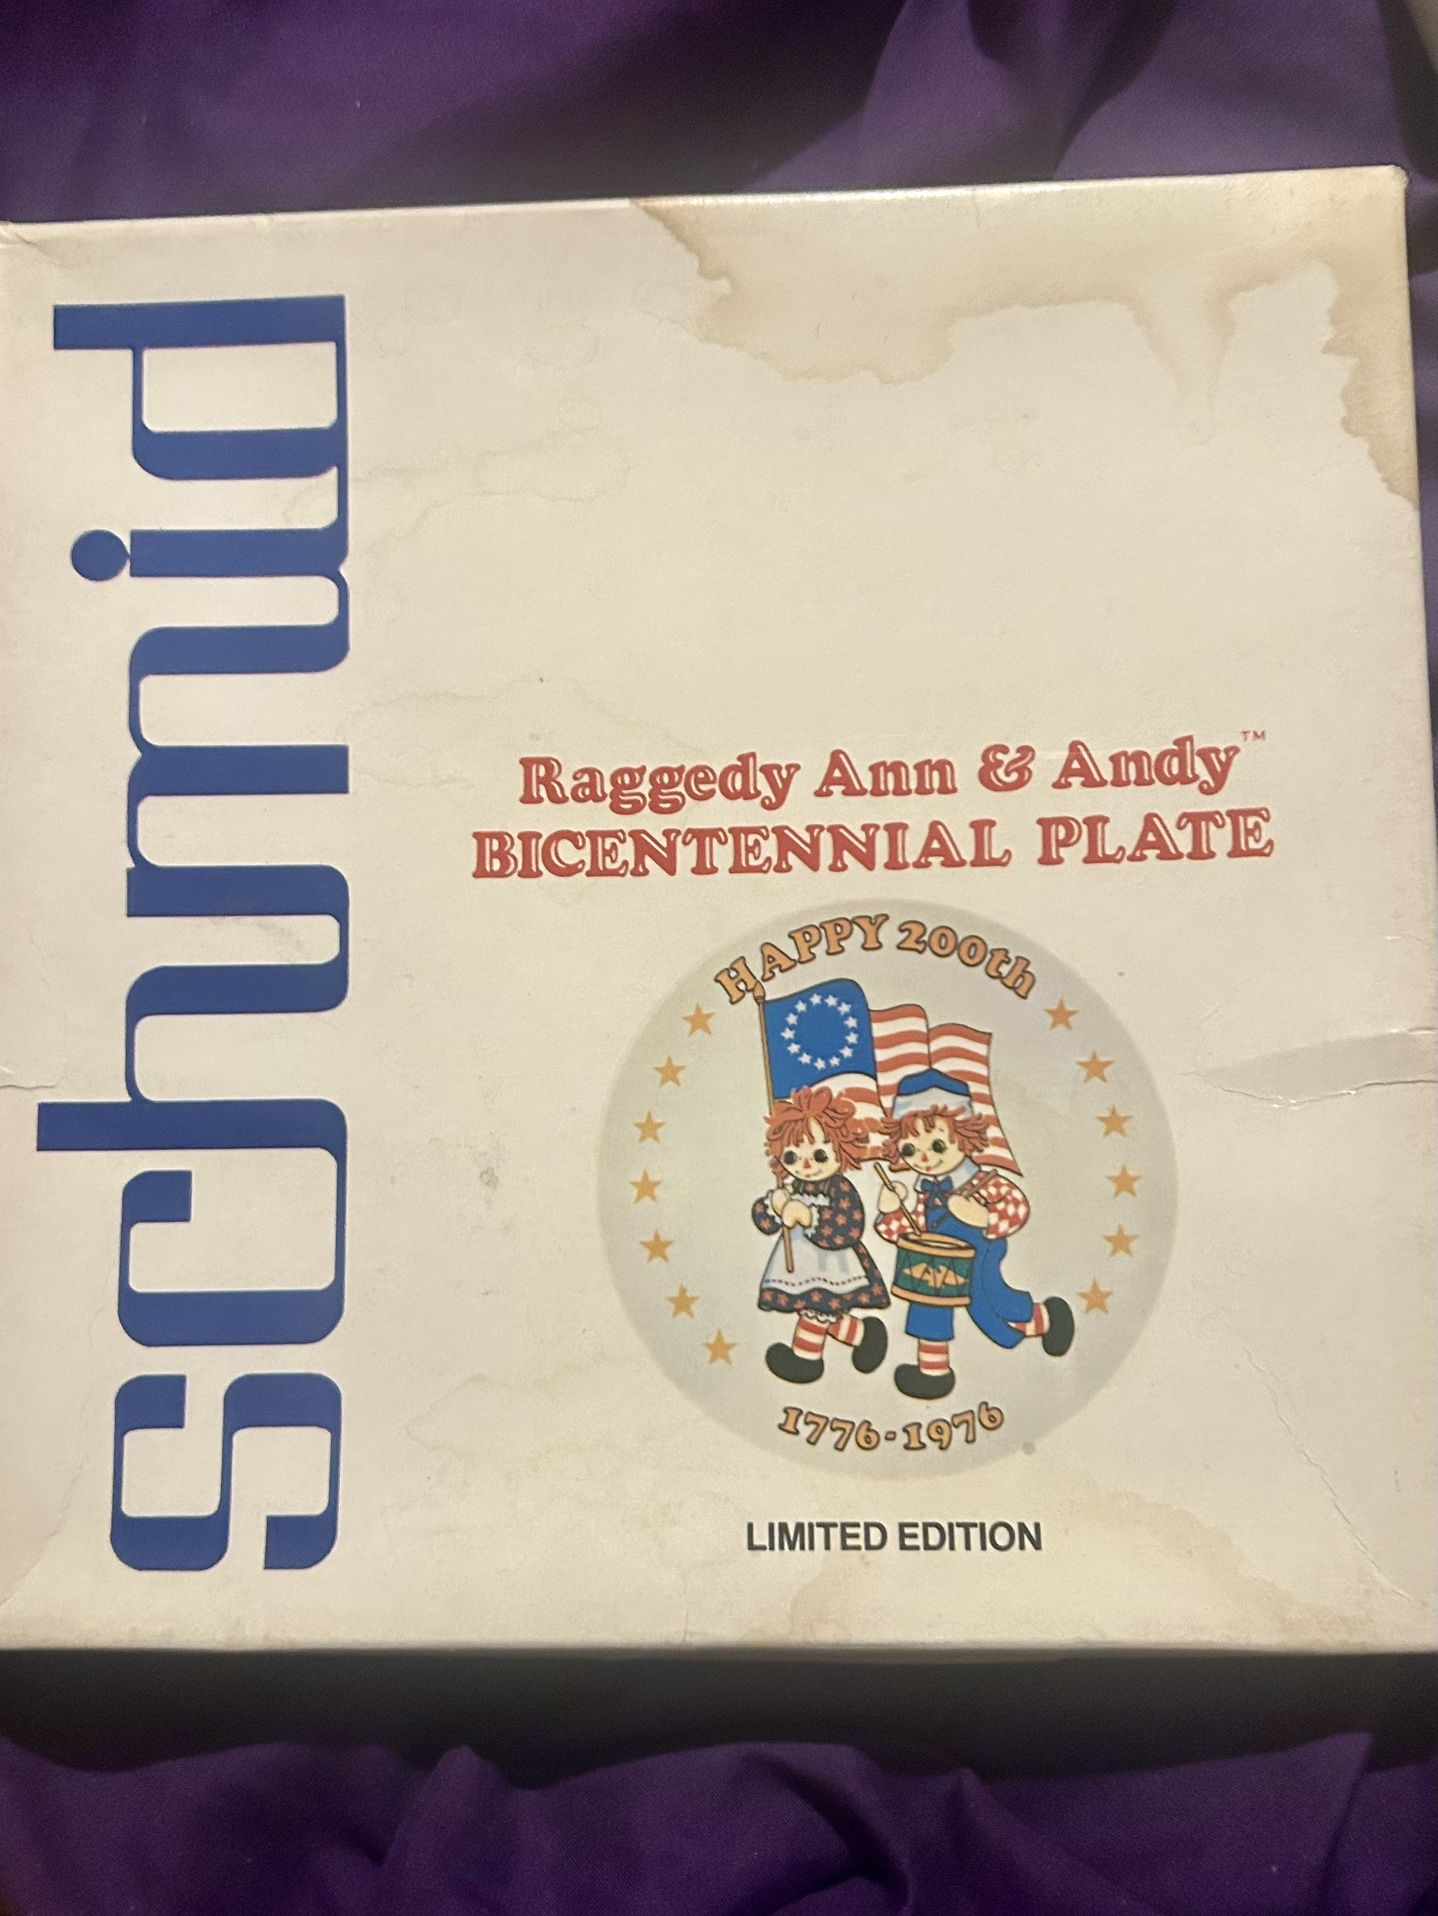 schmid
Raggedy Ann & Andy™
BICENTENNIAL PLATE
HAPPY 200th
1776-1976
LIMITED EDITION